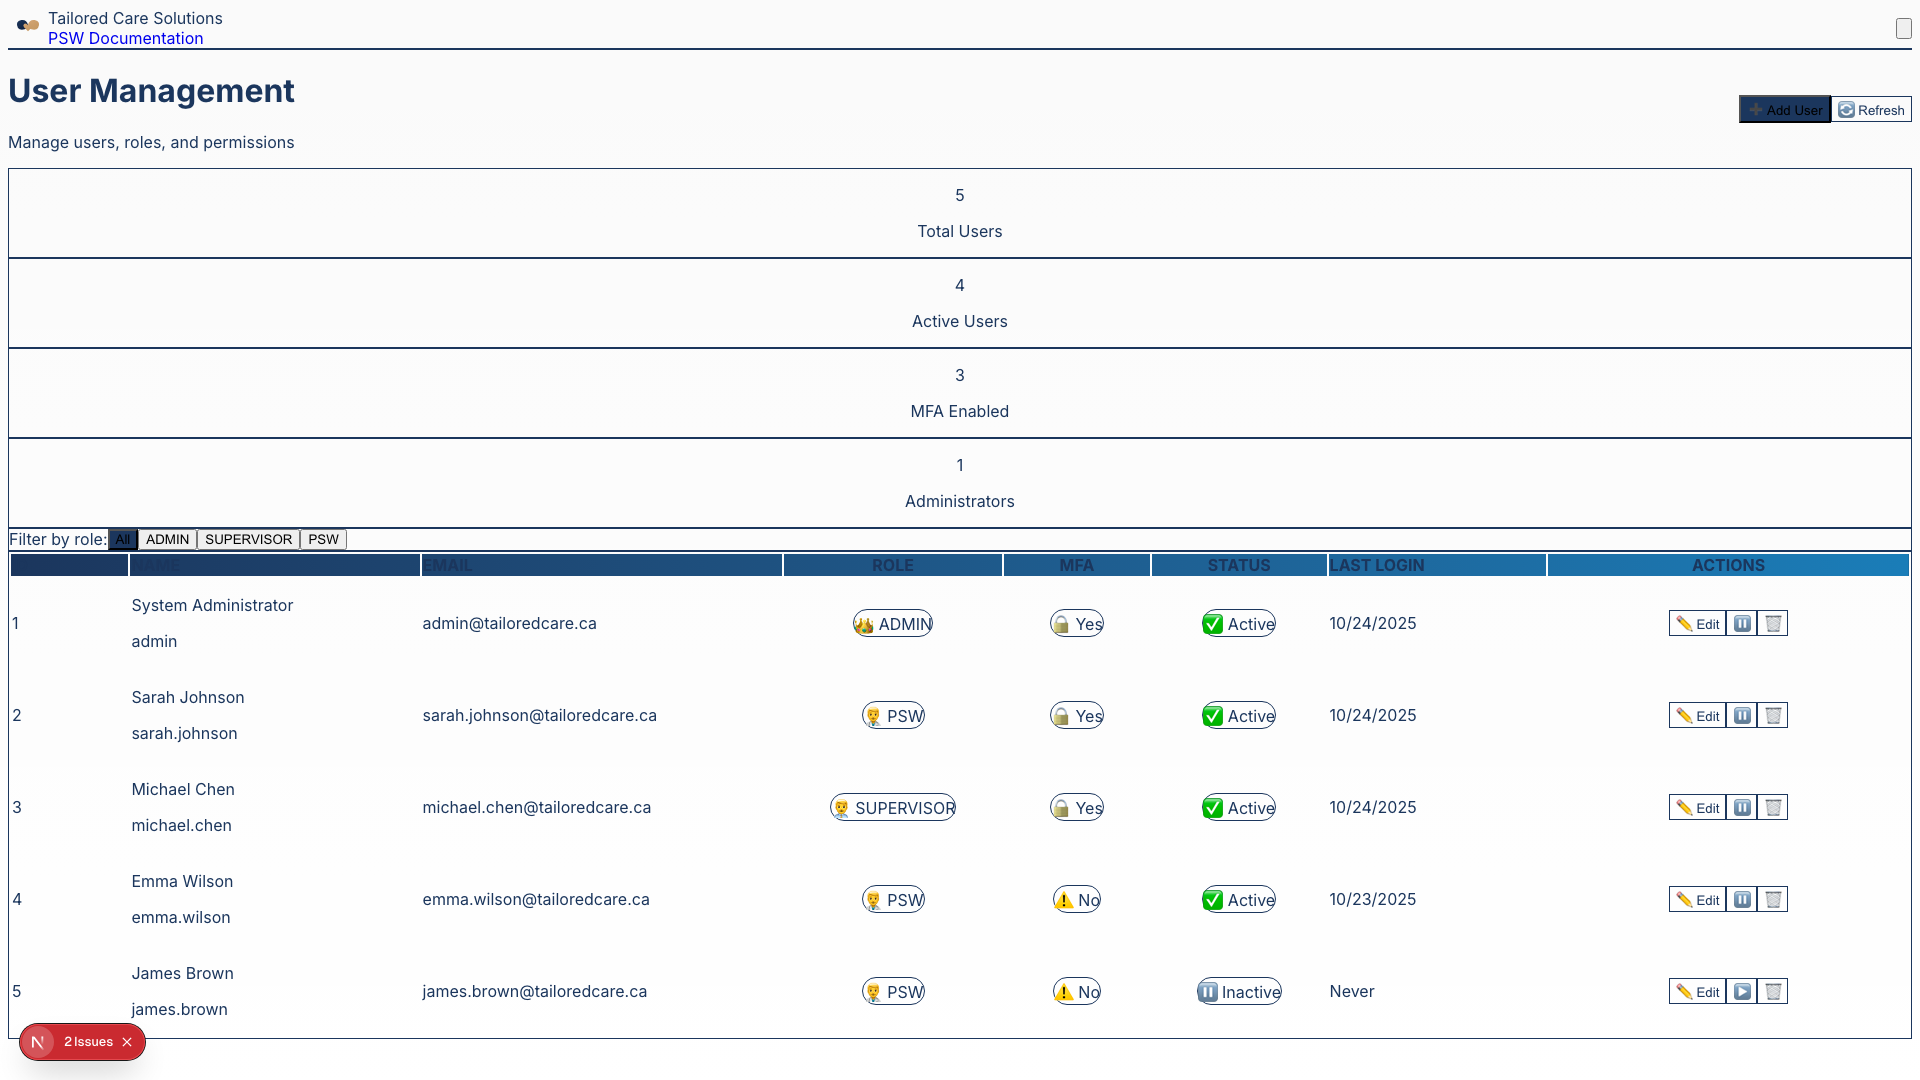 Tailored Care Solutions
PSW Documentation
User Management
➕ Add User 🔄 Refresh
Manage users, roles, and permissions
5
Total Users
4
Active Users
3
MFA Enabled
1
Administrators
Filter by role: All ADMIN SUPERVISOR PSW
NAME EMAIL ROLE MFA STATUS LAST LOGIN ACTIONS
System Administrator
1 admin@tailoredcare.ca 👑 ADMIN 🔒 Yes ✅ Active 10/24/2025 ✏️ Edit ⏸️ 🗑️
admin
Sarah Johnson
2 sarah.johnson@tailoredcare.ca 👨‍⚕️ PSW 🔒 Yes ✅ Active 10/24/2025 ✏️ Edit ⏸️ 🗑️
sarah.johnson
Michael Chen
3 michael.chen@tailoredcare.ca 👨‍⚕️ SUPERVISOR 🔒 Yes ✅ Active 10/24/2025 ✏️ Edit ⏸️ 🗑️
michael.chen
Emma Wilson
4 emma.wilson@tailoredcare.ca 👨‍⚕️ PSW ⚠️ No ✅ Active 10/23/2025 ✏️ Edit ⏸️ 🗑️
emma.wilson
James Brown
5 james.brown@tailoredcare.ca 👨‍⚕️ PSW ⚠️ No ⏸️ Inactive Never ✏️ Edit ▶️ 🗑️
james.brown
N 2 Issues ×